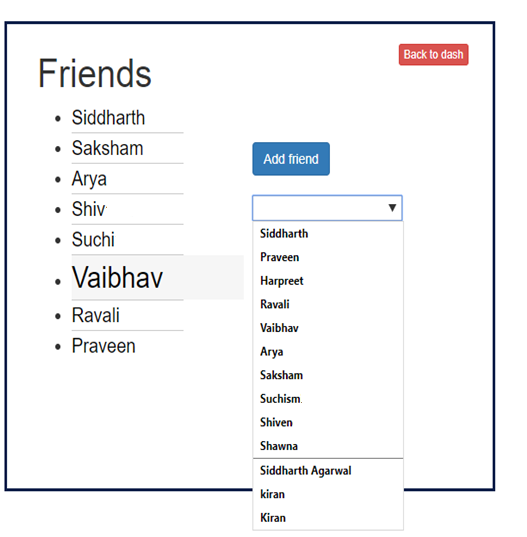 Back to dash
Friends
Siddharth
Saksham
Arya
Shiv
Suchi
Vaibhav
Ravali
Praveen
Add friend
Siddharth
Praveen
Harpreet
Ravali
Vaibhav
Arya
Saksham
Suchism
Shiven
Shawna
Siddharth Agarwal
kiran
Kiran